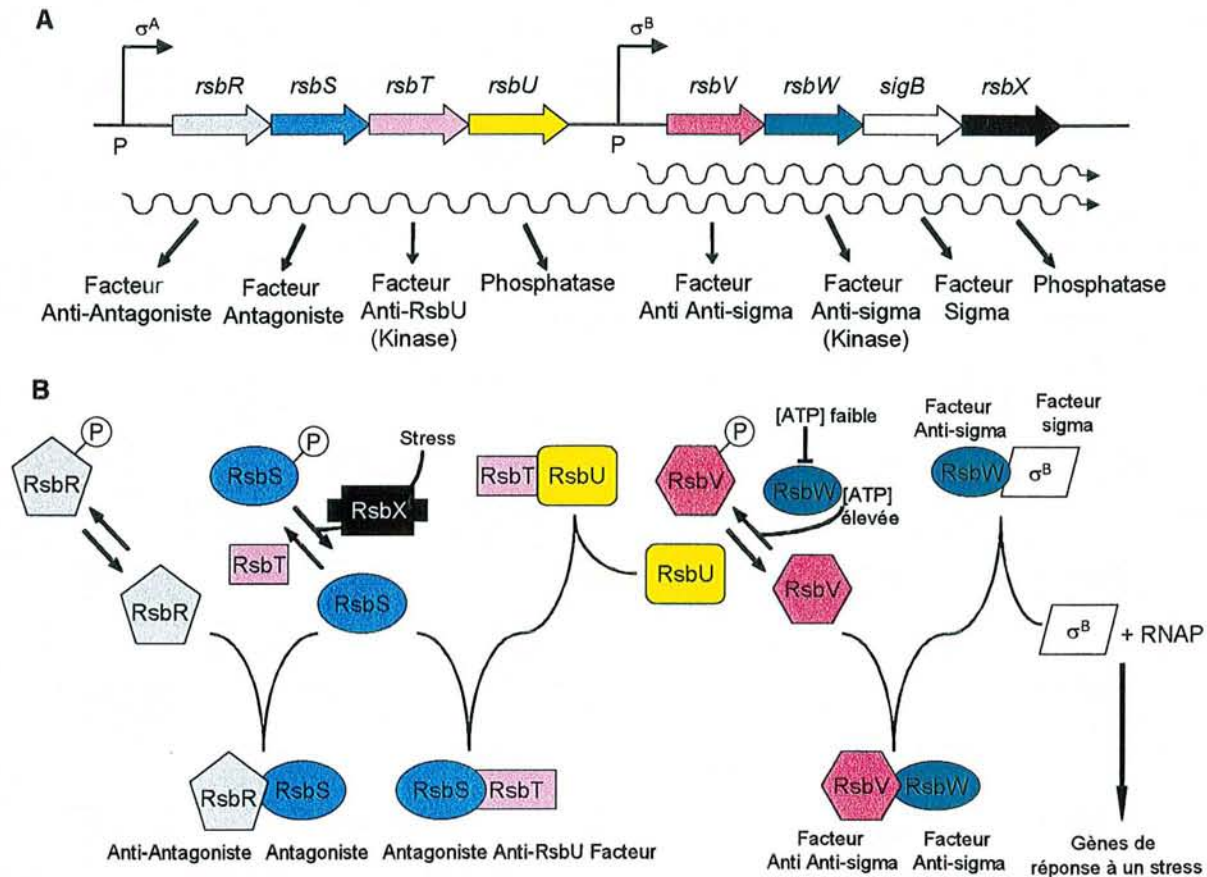 A
σA σB
rsbR rsbS rsbT rsbU rsbV rsbW sigB rsbX
P P
Facteur
Anti-Antagoniste
Facteur
Antagoniste
Facteur
Anti-RsbU
(Kinase)
Phosphatase
Facteur
Anti Anti-sigma
Facteur
Anti-sigma
(Kinase)
Facteur
Sigma
Phosphatase
B
P
RsbR
RsbR
P
RsbS
Stress
RsbX
RsbT
RsbS
RsbT RsbU
RsbU
P
RsbV
[ATP] faible
RsbW
[ATP]
élevée
RsbV
Facteur
Anti-sigma
Facteur
sigma
RsbW σB
σB + RNAP
RsbR RsbS
Anti-Antagoniste Antagoniste
RsbS RsbT
Antagoniste Anti-RsbU Facteur
RsbV RsbW
Facteur
Anti Anti-sigma
Facteur
Anti-sigma
Gènes de
réponse à un stress